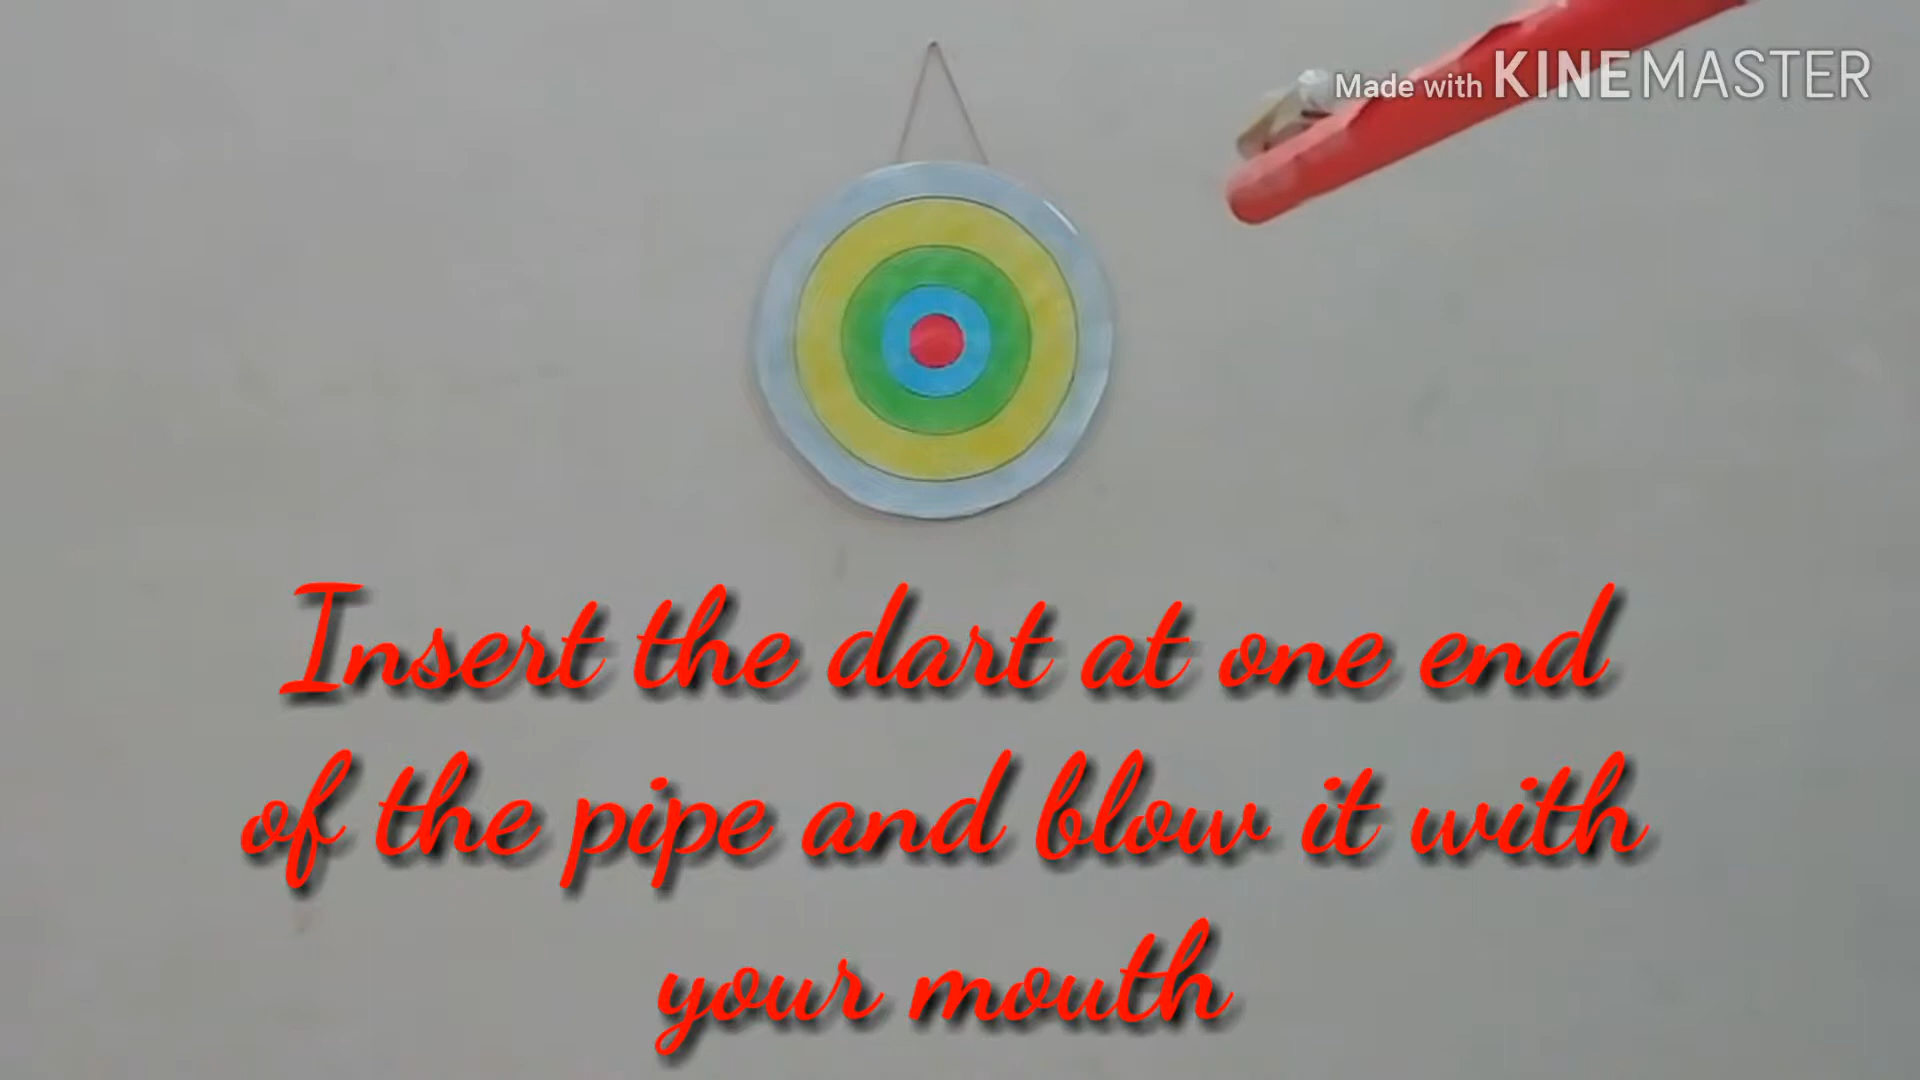 Made with KINEMASTER
Insert the dart at one end
of the pipe and blow it with
your mouth